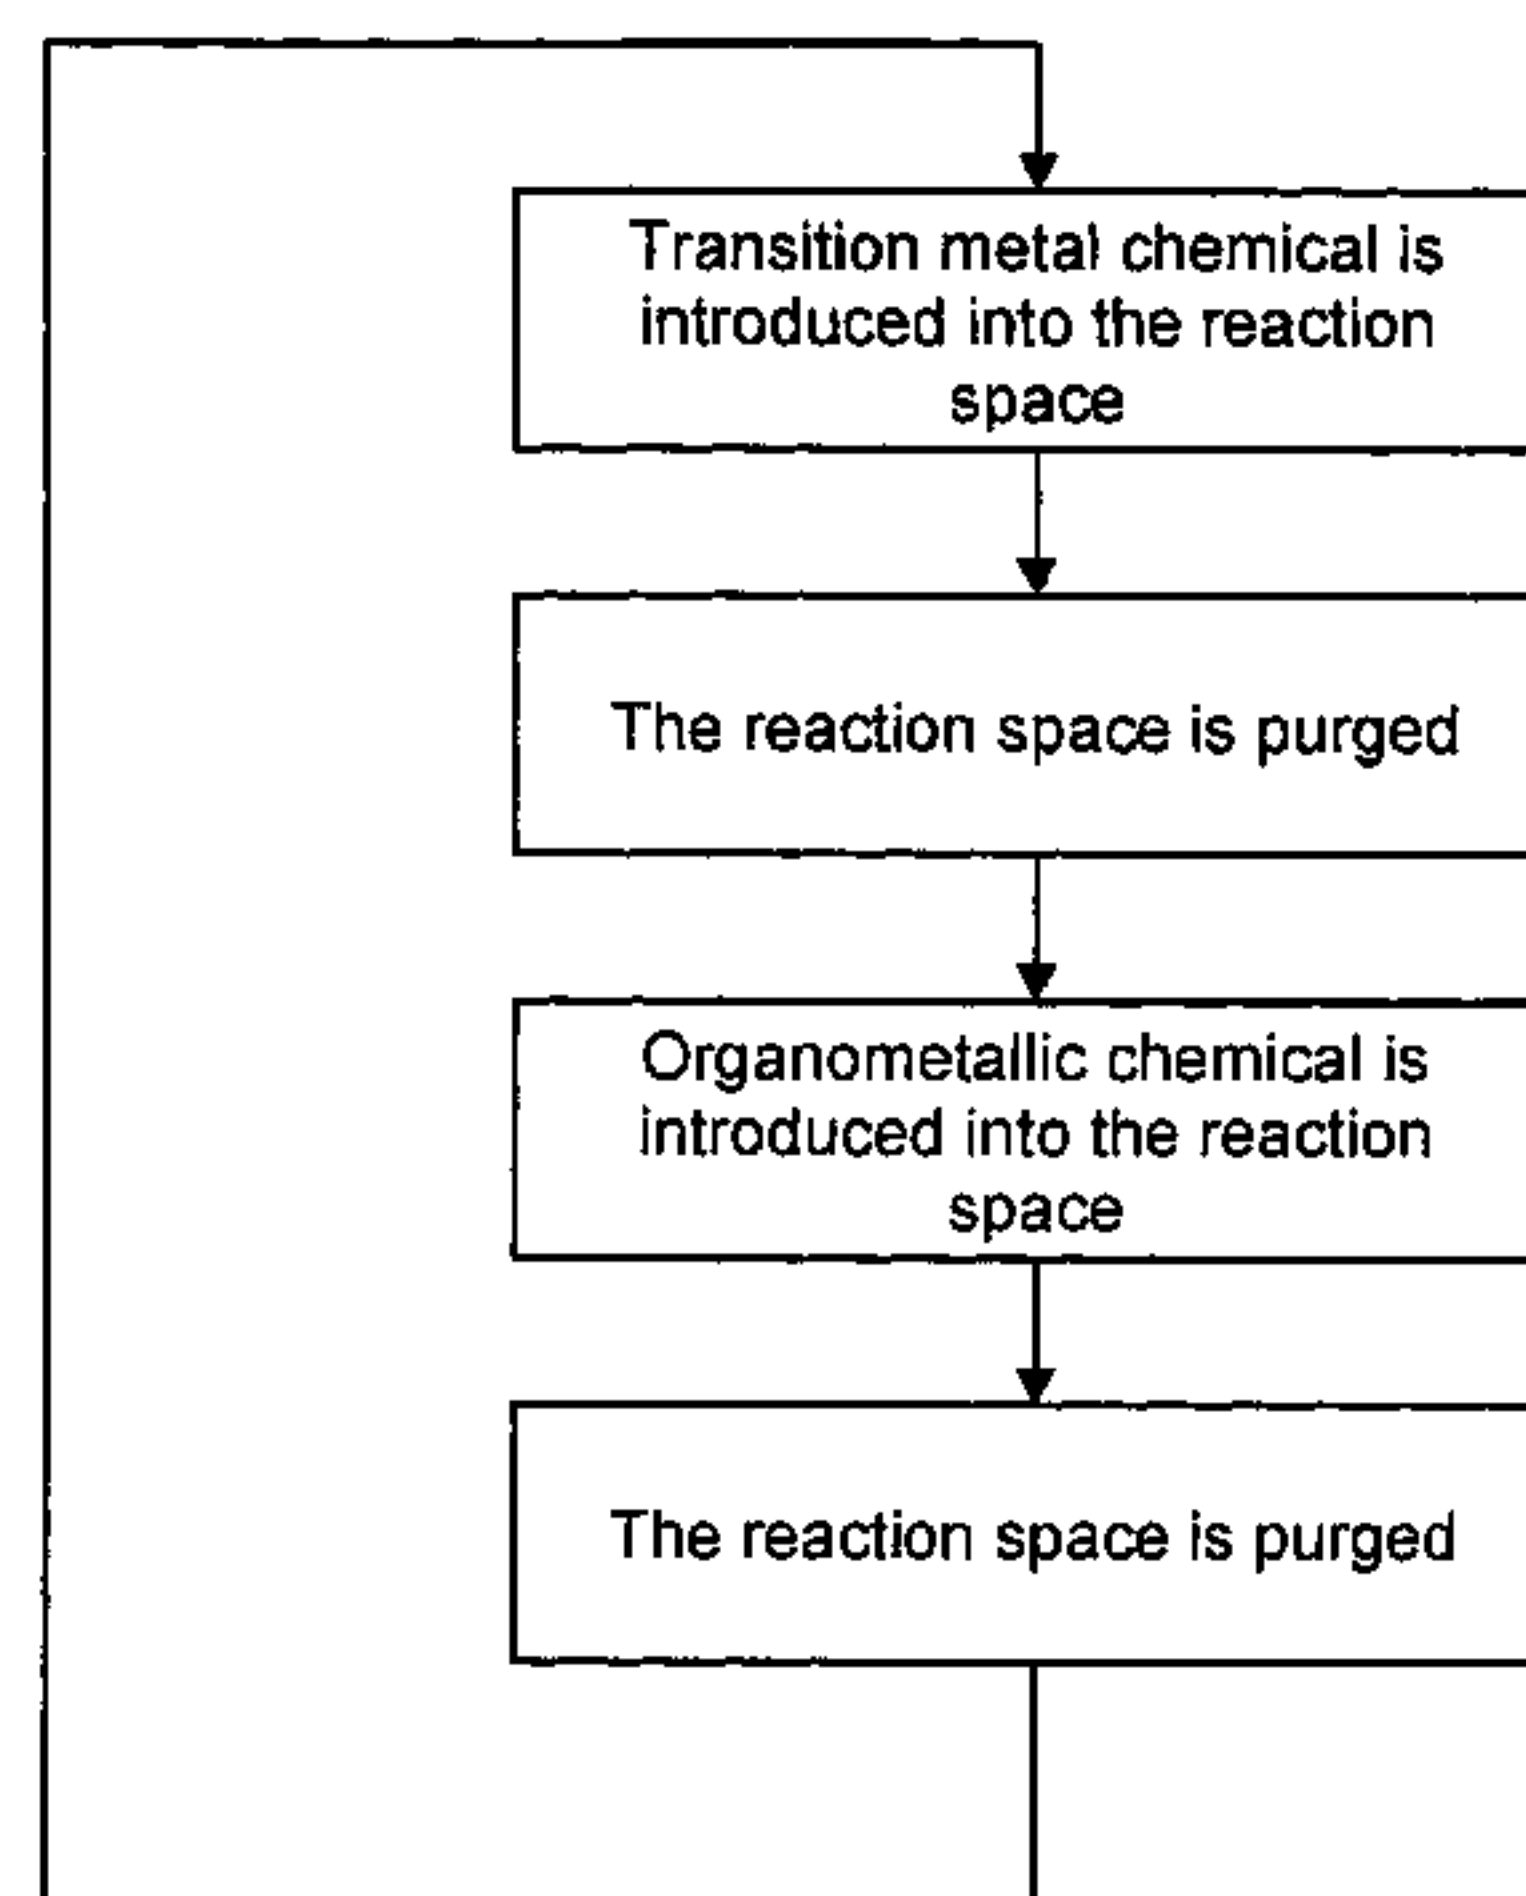 Transition metal chemical is
introduced into the reaction
space
The reaction space is purged
Organometallic chemical is
introduced into the reaction
space
The reaction space is purged